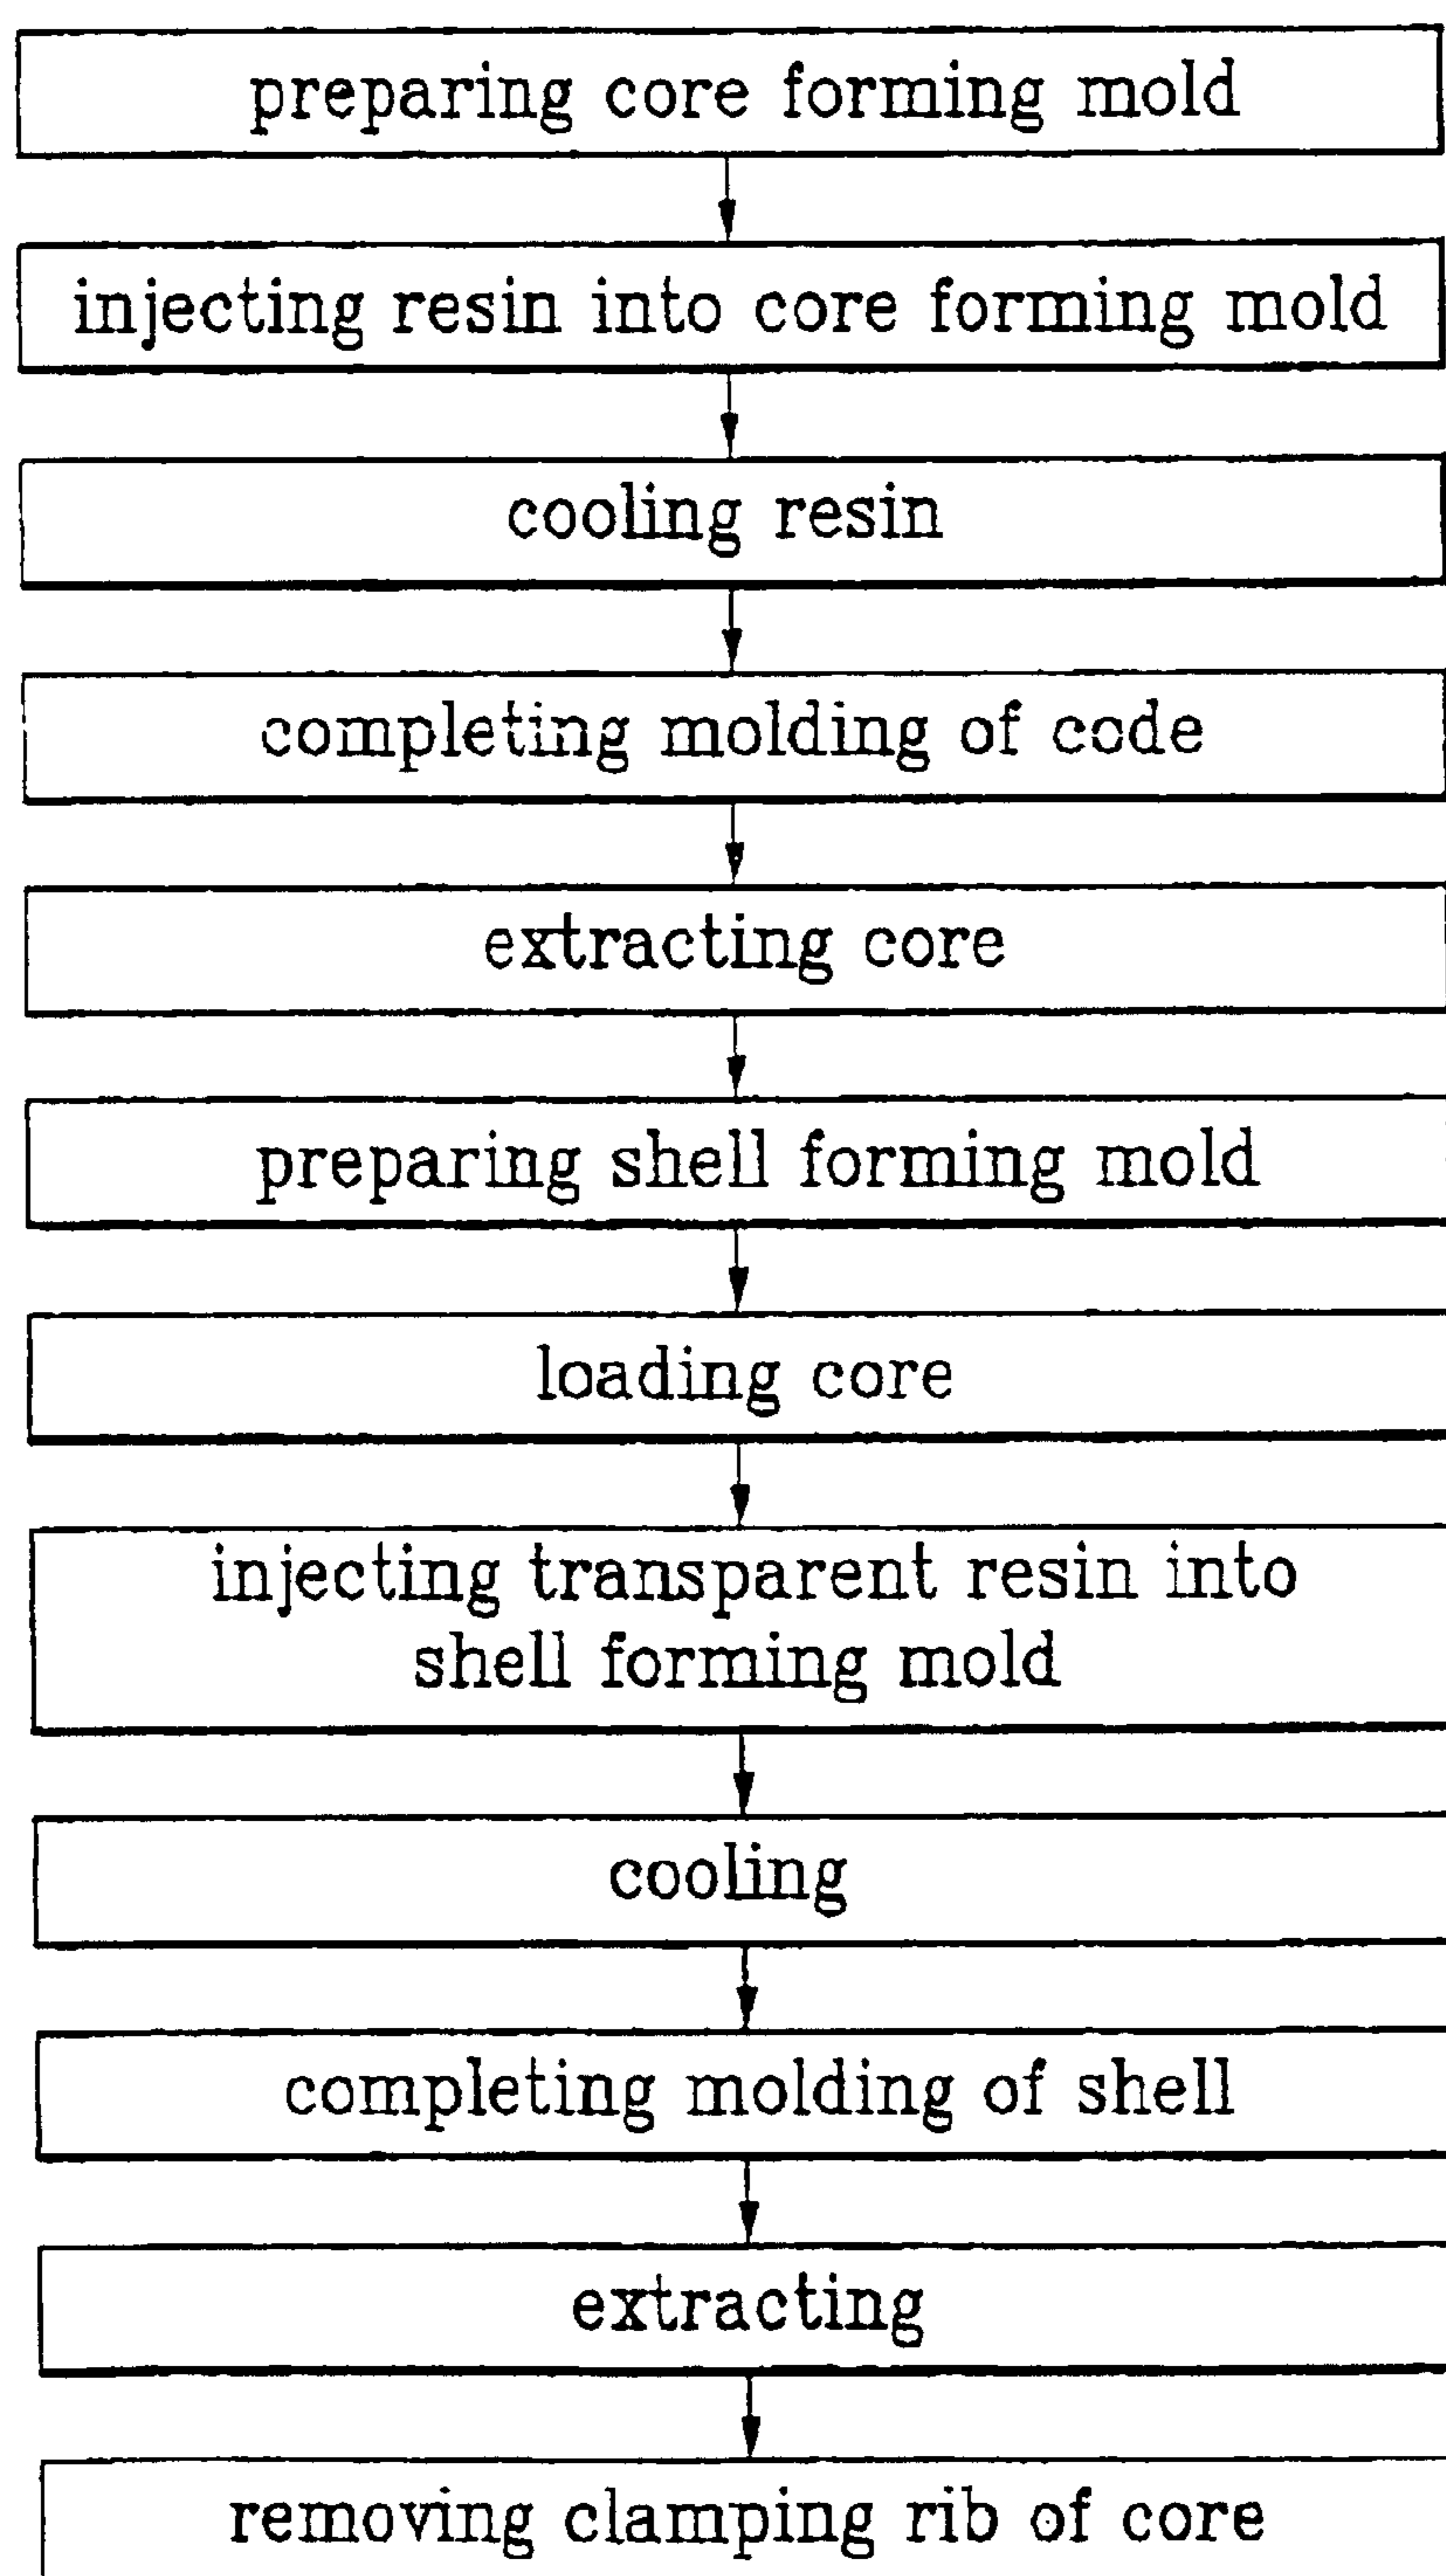 preparing core forming mold
injecting resin into core forming mold
cooling resin
completing molding of code
extracting core
preparing shell forming mold
loading core
injecting transparent resin into
shell forming mold
cooling
completing molding of shell
extracting
removing clamping rib of core